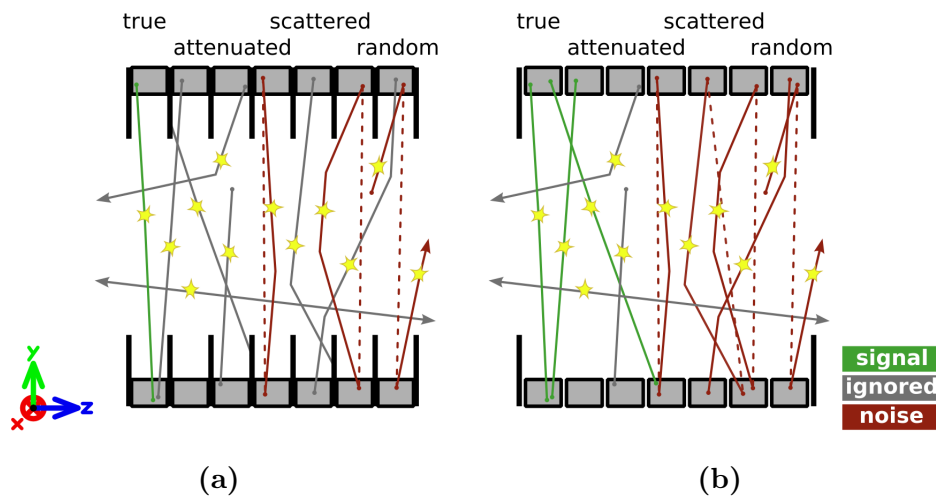 true
scattered
attenuated
random
true
scattered
attenuated
random
Y
X
Z
signal
ignored
noise
(a)
(b)